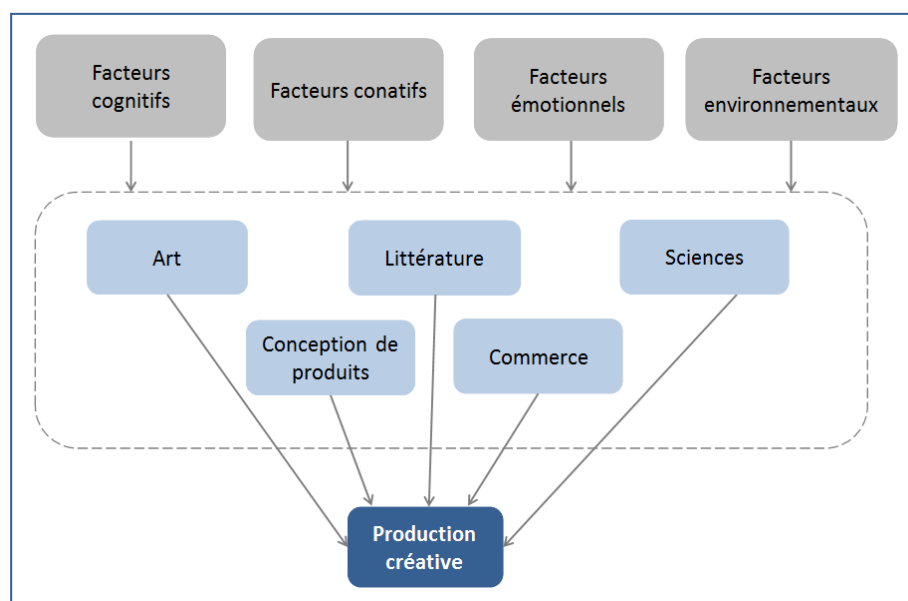 Facteurs
cognitifs
Facteurs conatifs
Facteurs
émotionnels
Facteurs
environnementaux
Art
Littérature
Sciences
Conception de
produits
Commerce
Production
créative